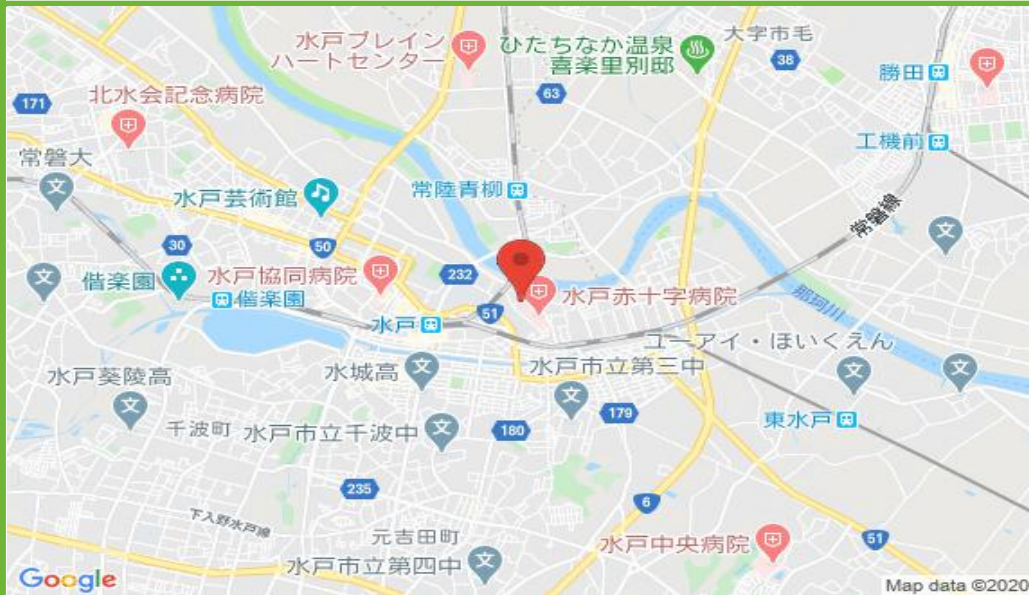 水戸ブレイン
ハートセンター
ひたちなか温泉
喜楽里別邸
大字市毛
38
勝田
171
北水会記念病院
63
工機前
常磐大
水戸芸術館
常陸青柳
常磐線
30
50
偕楽園
水戸協同病院
232
偕楽園
51
水戸赤十字病院
那珂川
水戸
ユーアイ・ほいくえん
水城高
水戸市立第三中
水戸葵陵高
179
東水戸
千波町
水戸市立千波中
180
235
6
下入野水戸線
元吉田町
51
水戸市立第四中
水戸中央病院
Google
Map data ©2020